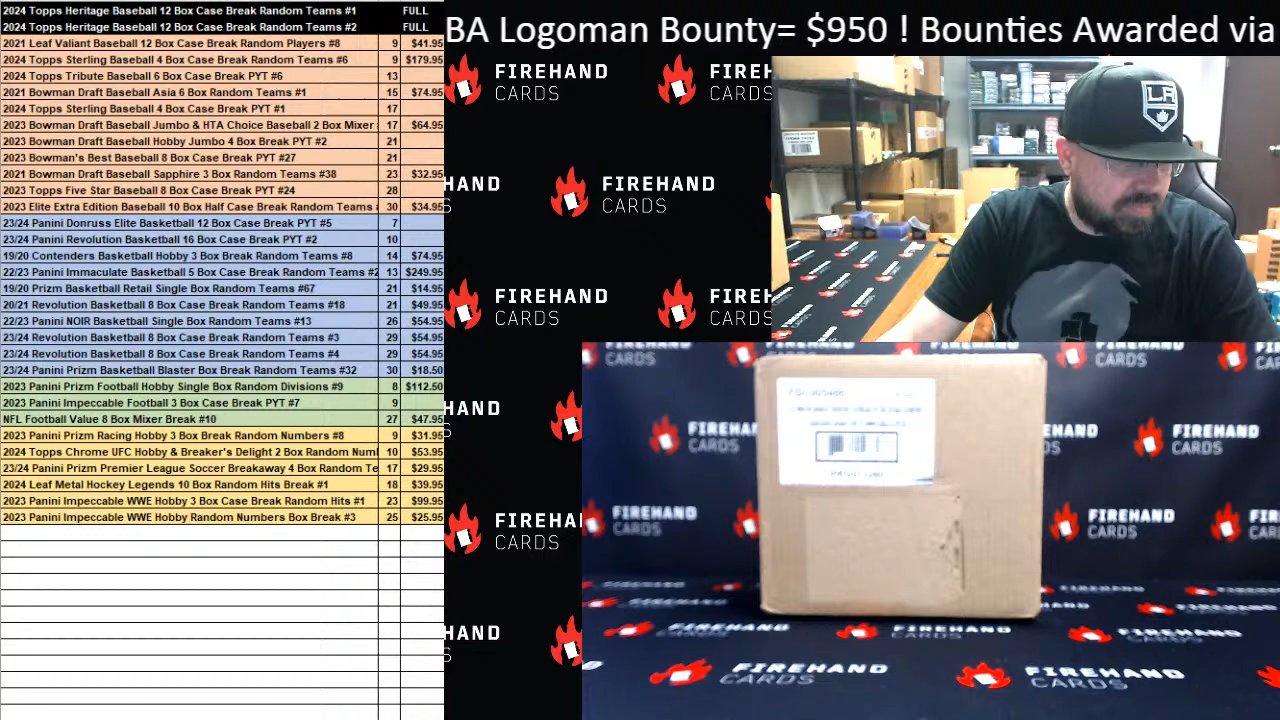 2024 Topps Heritage Baseball 12 Box Case Break Random Teams #1 FULL
2024 Topps Heritage Baseball 12 Box Case Break Random Teams #2 FULL
2021 Leaf Valiant Baseball 12 Box Case Break Random Players #8 9 $41.95
2024 Topps Sterling Baseball 4 Box Case Break Random Teams #6 9 $179.95
2024 Topps Tribute Baseball 6 Box Case Break PYT #6 13
2021 Bowman Draft Baseball Asia 6 Box Random Teams #1 15 $74.95
2024 Topps Sterling Baseball 4 Box Case Break PYT #1 17
2023 Bowman Draft Baseball Jumbo & HTA Choice Baseball 2 Box Mixer 17 $64.95
2023 Bowman Draft Baseball Hobby Jumbo 4 Box Break PYT #2 21
2023 Bowman's Best Baseball 8 Box Case Break PYT #27 21
2021 Bowman Draft Baseball Sapphire 3 Box Random Teams #38 23 $32.95
2023 Topps Five Star Baseball 8 Box Case Break PYT #24 28
2023 Elite Extra Edition Baseball 10 Box Half Case Break Random Teams 30 $34.95
23/24 Panini Donruss Elite Basketball 12 Box Case Break PYT #5 7
23/24 Panini Revolution Basketball 16 Box Case Break PYT #2 10
19/20 Contenders Basketball Hobby 3 Box Break Random Teams #8 14 $74.95
22/23 Panini Immaculate Basketball 5 Box Case Break Random Teams #2 13 $249.95
19/20 Prizm Basketball Retail Single Box Random Teams #67 21 $14.95
20/21 Revolution Basketball 8 Box Case Break Random Teams #18 21 $49.95
22/23 Panini NOIR Basketball Single Box Random Teams #13 26 $54.95
23/24 Revolution Basketball 8 Box Case Break Random Teams #3 29 $54.95
23/24 Revolution Basketball 8 Box Case Break Random Teams #4 29 $54.95
23/24 Panini Prizm Basketball Blaster Box Break Random Teams #32 30 $18.50
2023 Panini Prizm Football Hobby Single Box Random Divisions #9 8 $112.50
2023 Panini Impeccable Football 3 Box Case Break PYT #7 9
NFL Football Value 8 Box Mixer Break #10 27 $47.95
2023 Panini Prizm Racing Hobby 3 Box Break Random Numbers #8 9 $31.95
2024 Topps Chrome UFC Hobby & Breaker's Delight 2 Box Random Numl 10 $53.95
23/24 Panini Prizm Premier League Soccer Breakaway 4 Box Random Te 17 $29.95
2024 Leaf Metal Hockey Legends 10 Box Random Hits Break #1 18 $39.95
2023 Panini Impeccable WWE Hobby 3 Box Case Break Random Hits #1 23 $99.95
2023 Panini Impeccable WWE Hobby Random Numbers Box Break #3 25 $25.95
BA Logoman Bounty= $950 ! Bounties Awarded via
FIREHAND CARDS
LA